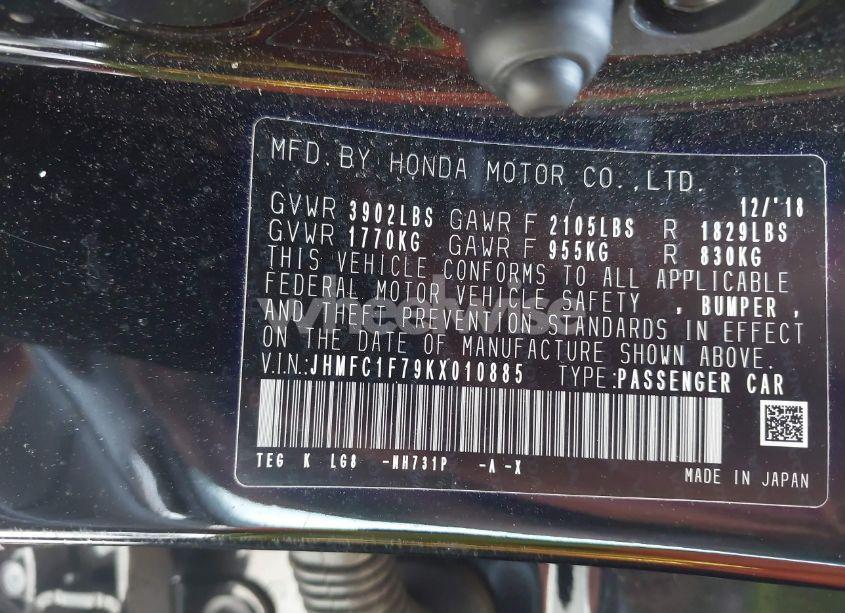 MFD. BY HONDA MOTOR CO.,LTD.
12/'18
GVWR 3902LBS GAWR F 2105LBS R 1829LBS
GVWR 1770KG GAWR F 955KG R 830KG
THIS VEHICLE CONFORMS TO ALL APPLICABLE
FEDERAL MOTOR VEHICLE SAFETY , BUMPER ,
AND THEFT PREVENTION STANDARDS IN EFFECT
ON THE DATE OF MANUFACTURE SHOWN ABOVE.
V.I.N.:JHMFC1F79KX010885 TYPE:PASSENGER CAR
TEG K LG8 -NH731P -A -X
MADE IN JAPAN
wheelwise